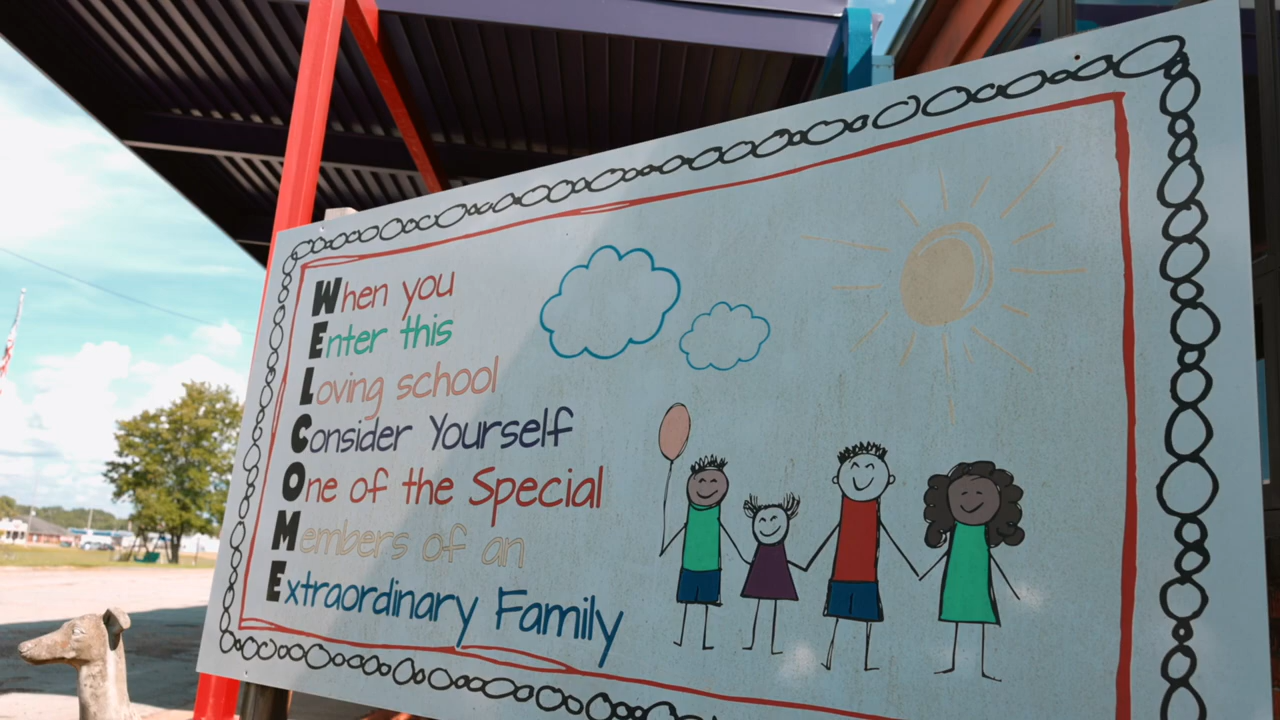 When you
Enter this
Loving school
Consider Yourself
One of the Special
Members of an
Extraordinary Family